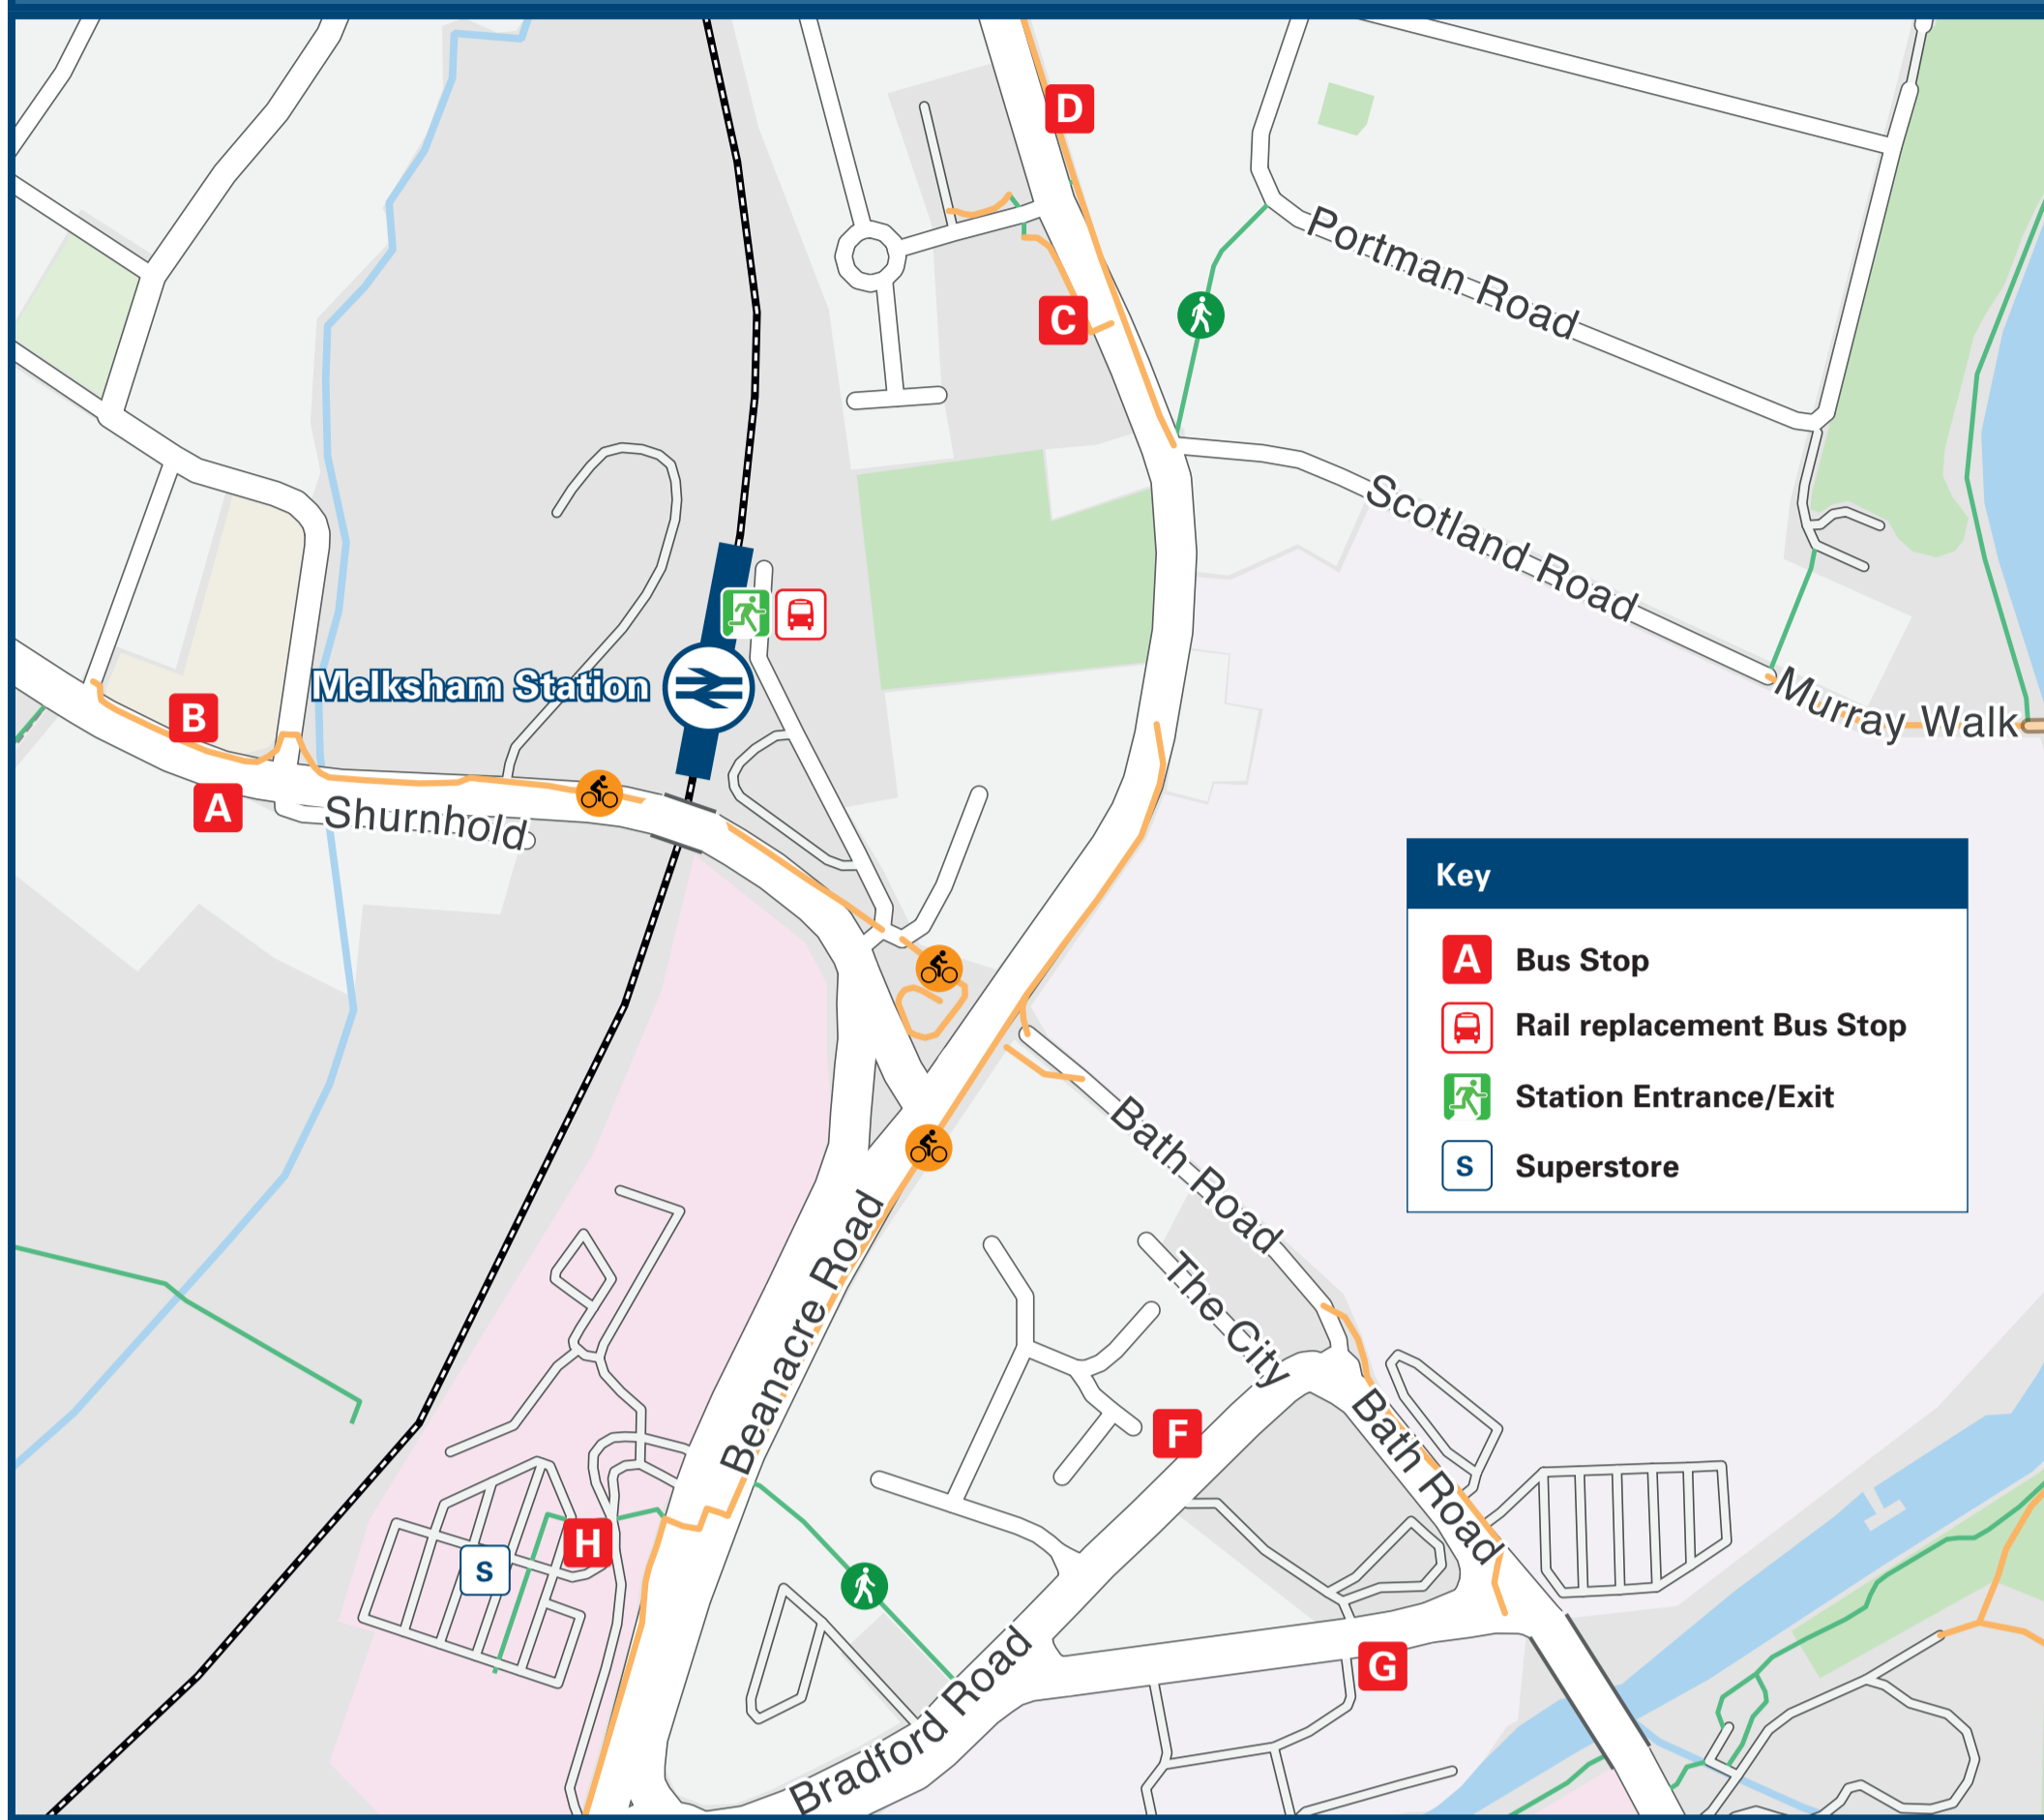 D
Portman Road
C
Scotland Road
Melksham Station
Murray Walk
B
A
Shurnhold
Key
A Bus Stop
Rail replacement Bus Stop
Station Entrance/Exit
S Superstore
Bath Road
Beanacre Road
The City
F
Bath Road
H
S
G
Bradford Road